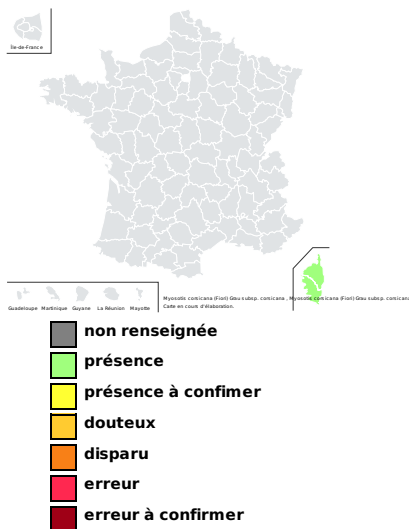 Île-de-France
Guadeloupe Martinique Guyane La Réunion Mayotte
Myosotis corsicana (Fiori) Grau subsp. corsicana , Myosotis corsicana (Fiori) Grau subsp. corsicana
Carte en cours d'élaboration.
non renseignée
présence
présence à confimer
douteux
disparu
erreur
erreur à confirmer